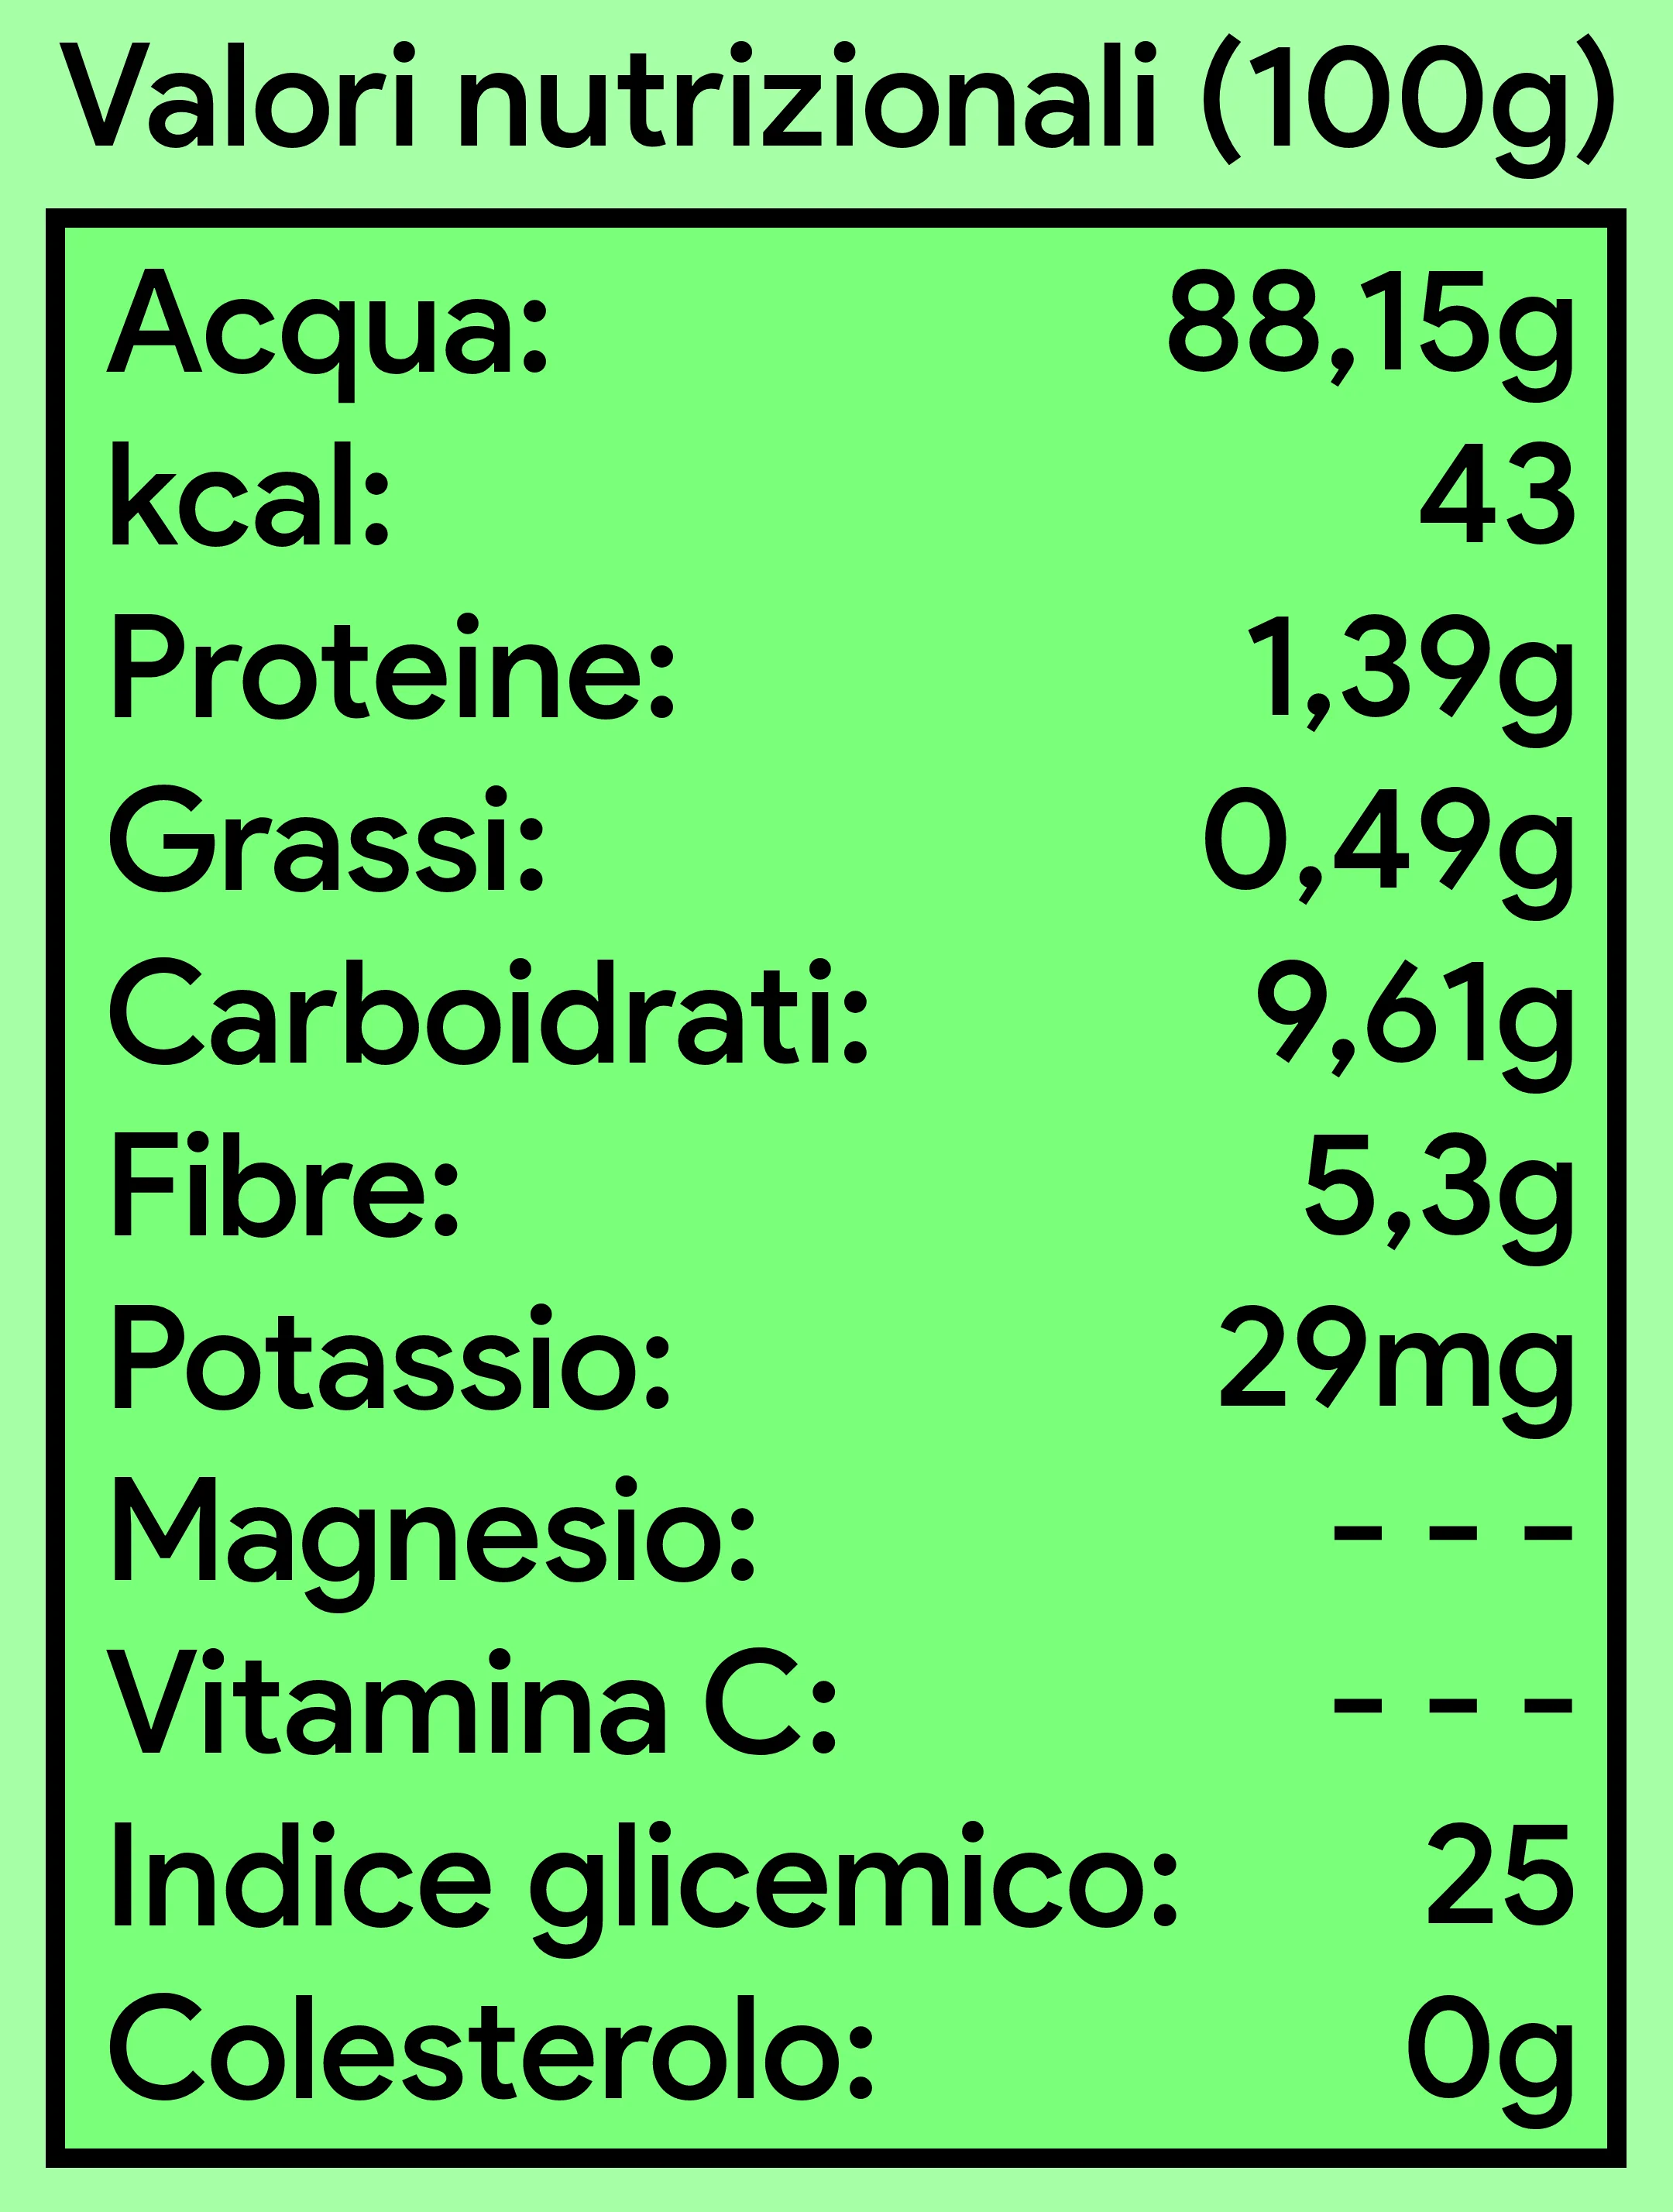 Valori nutrizionali (100g)
Acqua: 88,15g
kcal: 43
Proteine: 1,39g
Grassi: 0,49g
Carboidrati: 9,61g
Fibre: 5,3g
Potassio: 29mg
Magnesio: - - -
Vitamina C: - - -
Indice glicemico: 25
Colesterolo: 0g